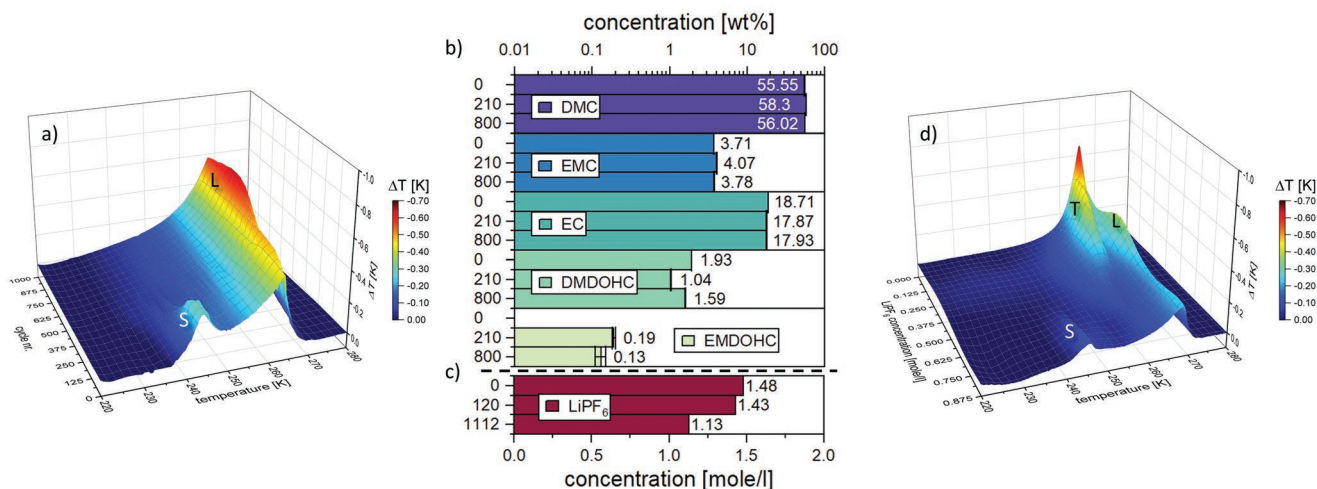 a)
L
S
ΔT [K]
-0.70
-0.60
-0.50
-0.40
-0.30
-0.20
-0.10
0.00
-1.0
-0.8
-0.6
-0.4
-0.2
0.0
ΔT [K]
1000
875
750
625
500
375
250
125
0
cycle nr.
220
230
240
250
260
270
280
temperature [K]
concentration [wt%]
b)
0.01 0.1 1 10 100
0 55.55
210 DMC 58.3
800 56.02
0 3.71
210 EMC 4.07
800 3.78
0 18.71
210 EC 17.87
800 17.93
0 1.93
210 DMDOHC 1.04
800 1.59
0
210 0.19 EMDOHC
800 0.13
c)
0 1.48
120 LiPF6 1.43
1112 1.13
0.0 0.5 1.0 1.5 2.0
concentration [mole/l]
d)
T
L
S
ΔT [K]
-0.70
-0.60
-0.50
-0.40
-0.30
-0.20
-0.10
0.00
-1.0
-0.8
-0.6
-0.4
-0.2
0.0
ΔT [K]
0.000
0.125
0.250
0.375
0.500
0.625
0.750
0.875
LiPF6 concentration [mole/l]
220
230
240
250
260
270
280
temperature [K]